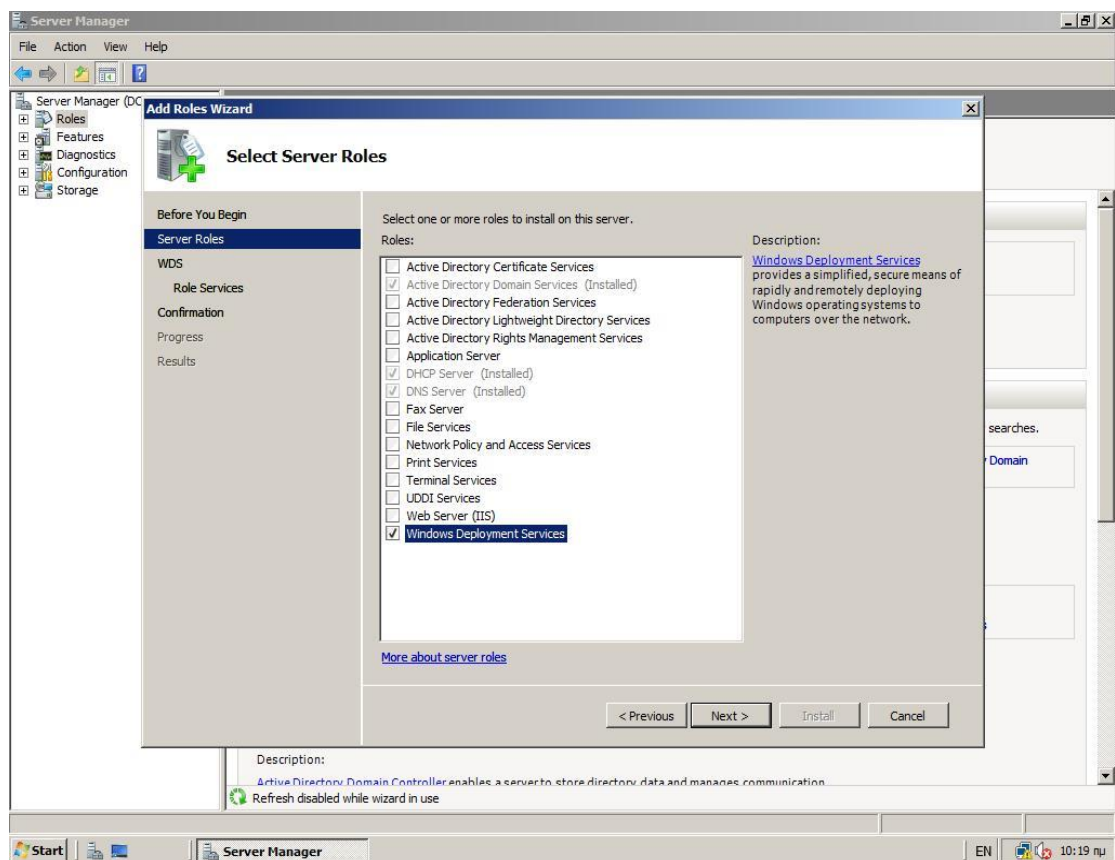 Server Manager
File Action View Help
Server Manager (DC
Roles
Features
Diagnostics
Configuration
Storage
Add Roles Wizard
Select Server Roles
Before You Begin
Server Roles
WDS
Role Services
Confirmation
Progress
Results
Select one or more roles to install on this server.
Roles:
Active Directory Certificate Services
Active Directory Domain Services (Installed)
Active Directory Federation Services
Active Directory Lightweight Directory Services
Active Directory Rights Management Services
Application Server
DHCP Server (Installed)
DNS Server (Installed)
Fax Server
File Services
Network Policy and Access Services
Print Services
Terminal Services
UDDI Services
Web Server (IIS)
Windows Deployment Services
More about server roles
Description:
Windows Deployment Services
provides a simplified, secure means of
rapidly and remotely deploying
Windows operating systems to
computers over the network.
< Previous Next > Install Cancel
searches.
Domain
Description:
Active Directory Domain Controller enables a server to store directory data and manages communication
Refresh disabled while wizard in use
Start Server Manager EN 10:19 πμ